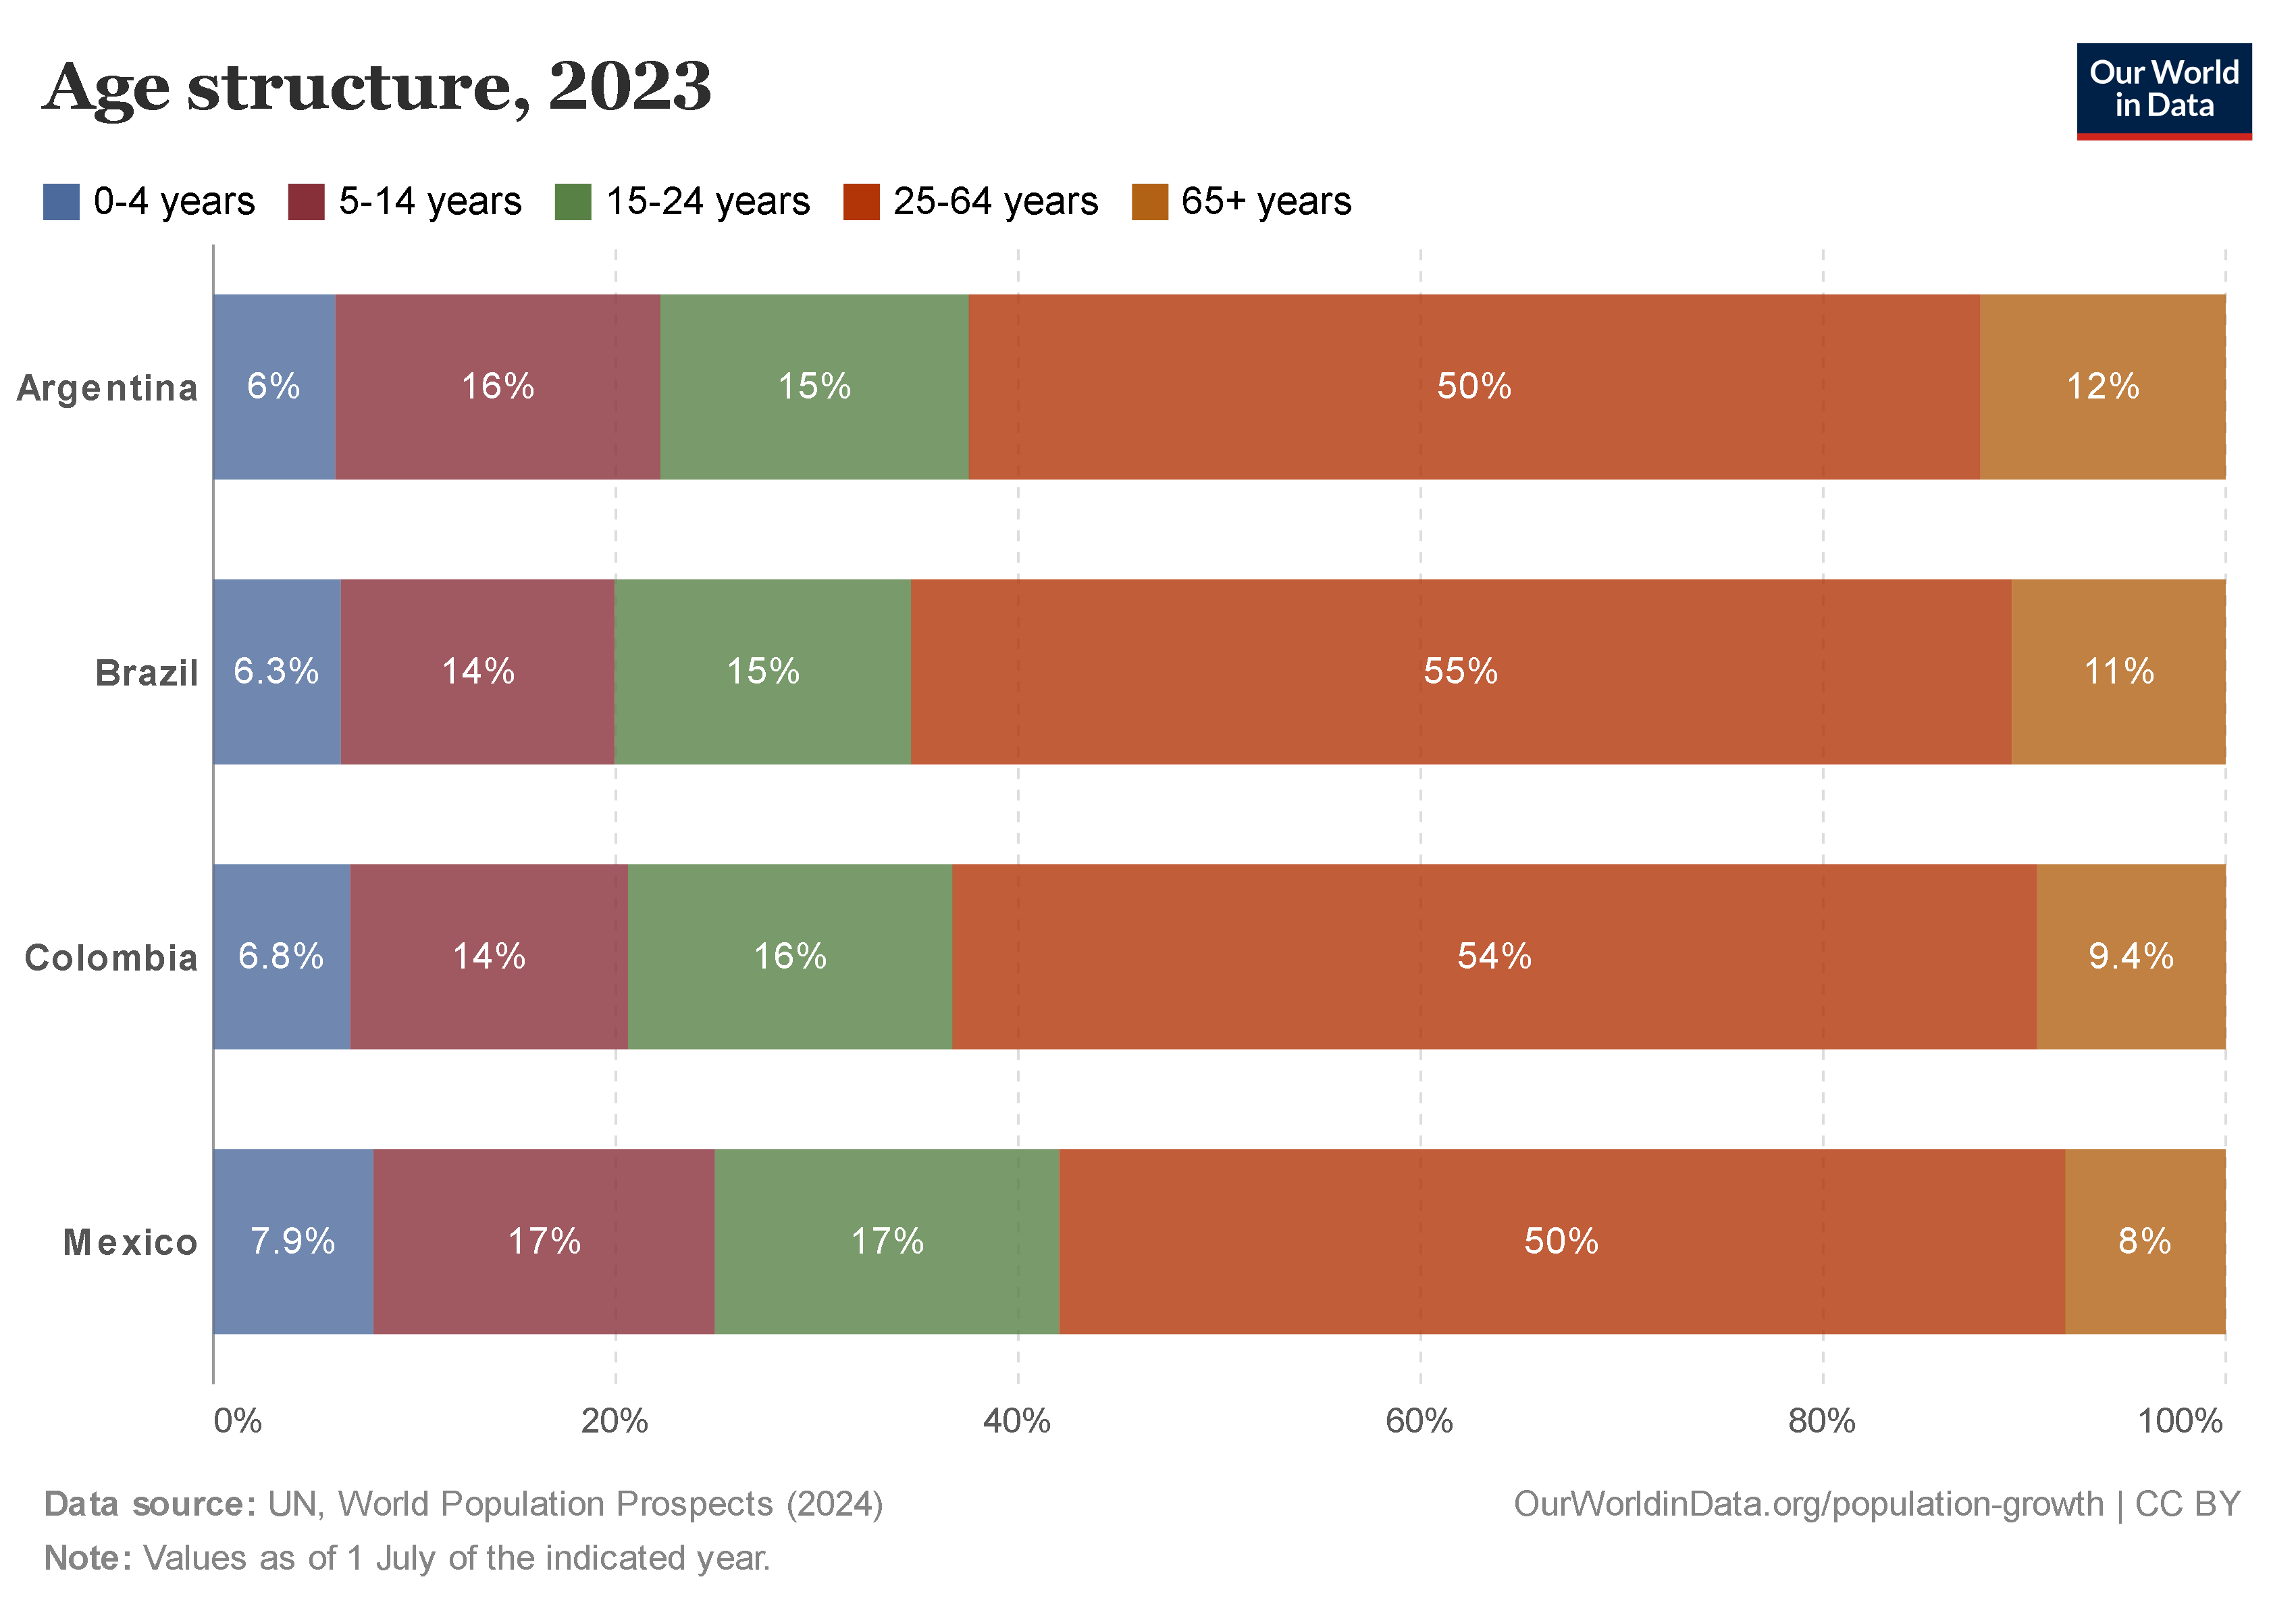 Age structure, 2023
Our World
in Data
0-4 years 5-14 years 15-24 years 25-64 years 65+ years
Argentina 6% 16% 15% 50% 12%
Brazil 6.3% 14% 15% 55% 11%
Colombia 6.8% 14% 16% 54% 9.4%
Mexico 7.9% 17% 17% 50% 8%
0% 20% 40% 60% 80% 100%
Data source: UN, World Population Prospects (2024)
OurWorldinData.org/population-growth | CC BY
Note: Values as of 1 July of the indicated year.